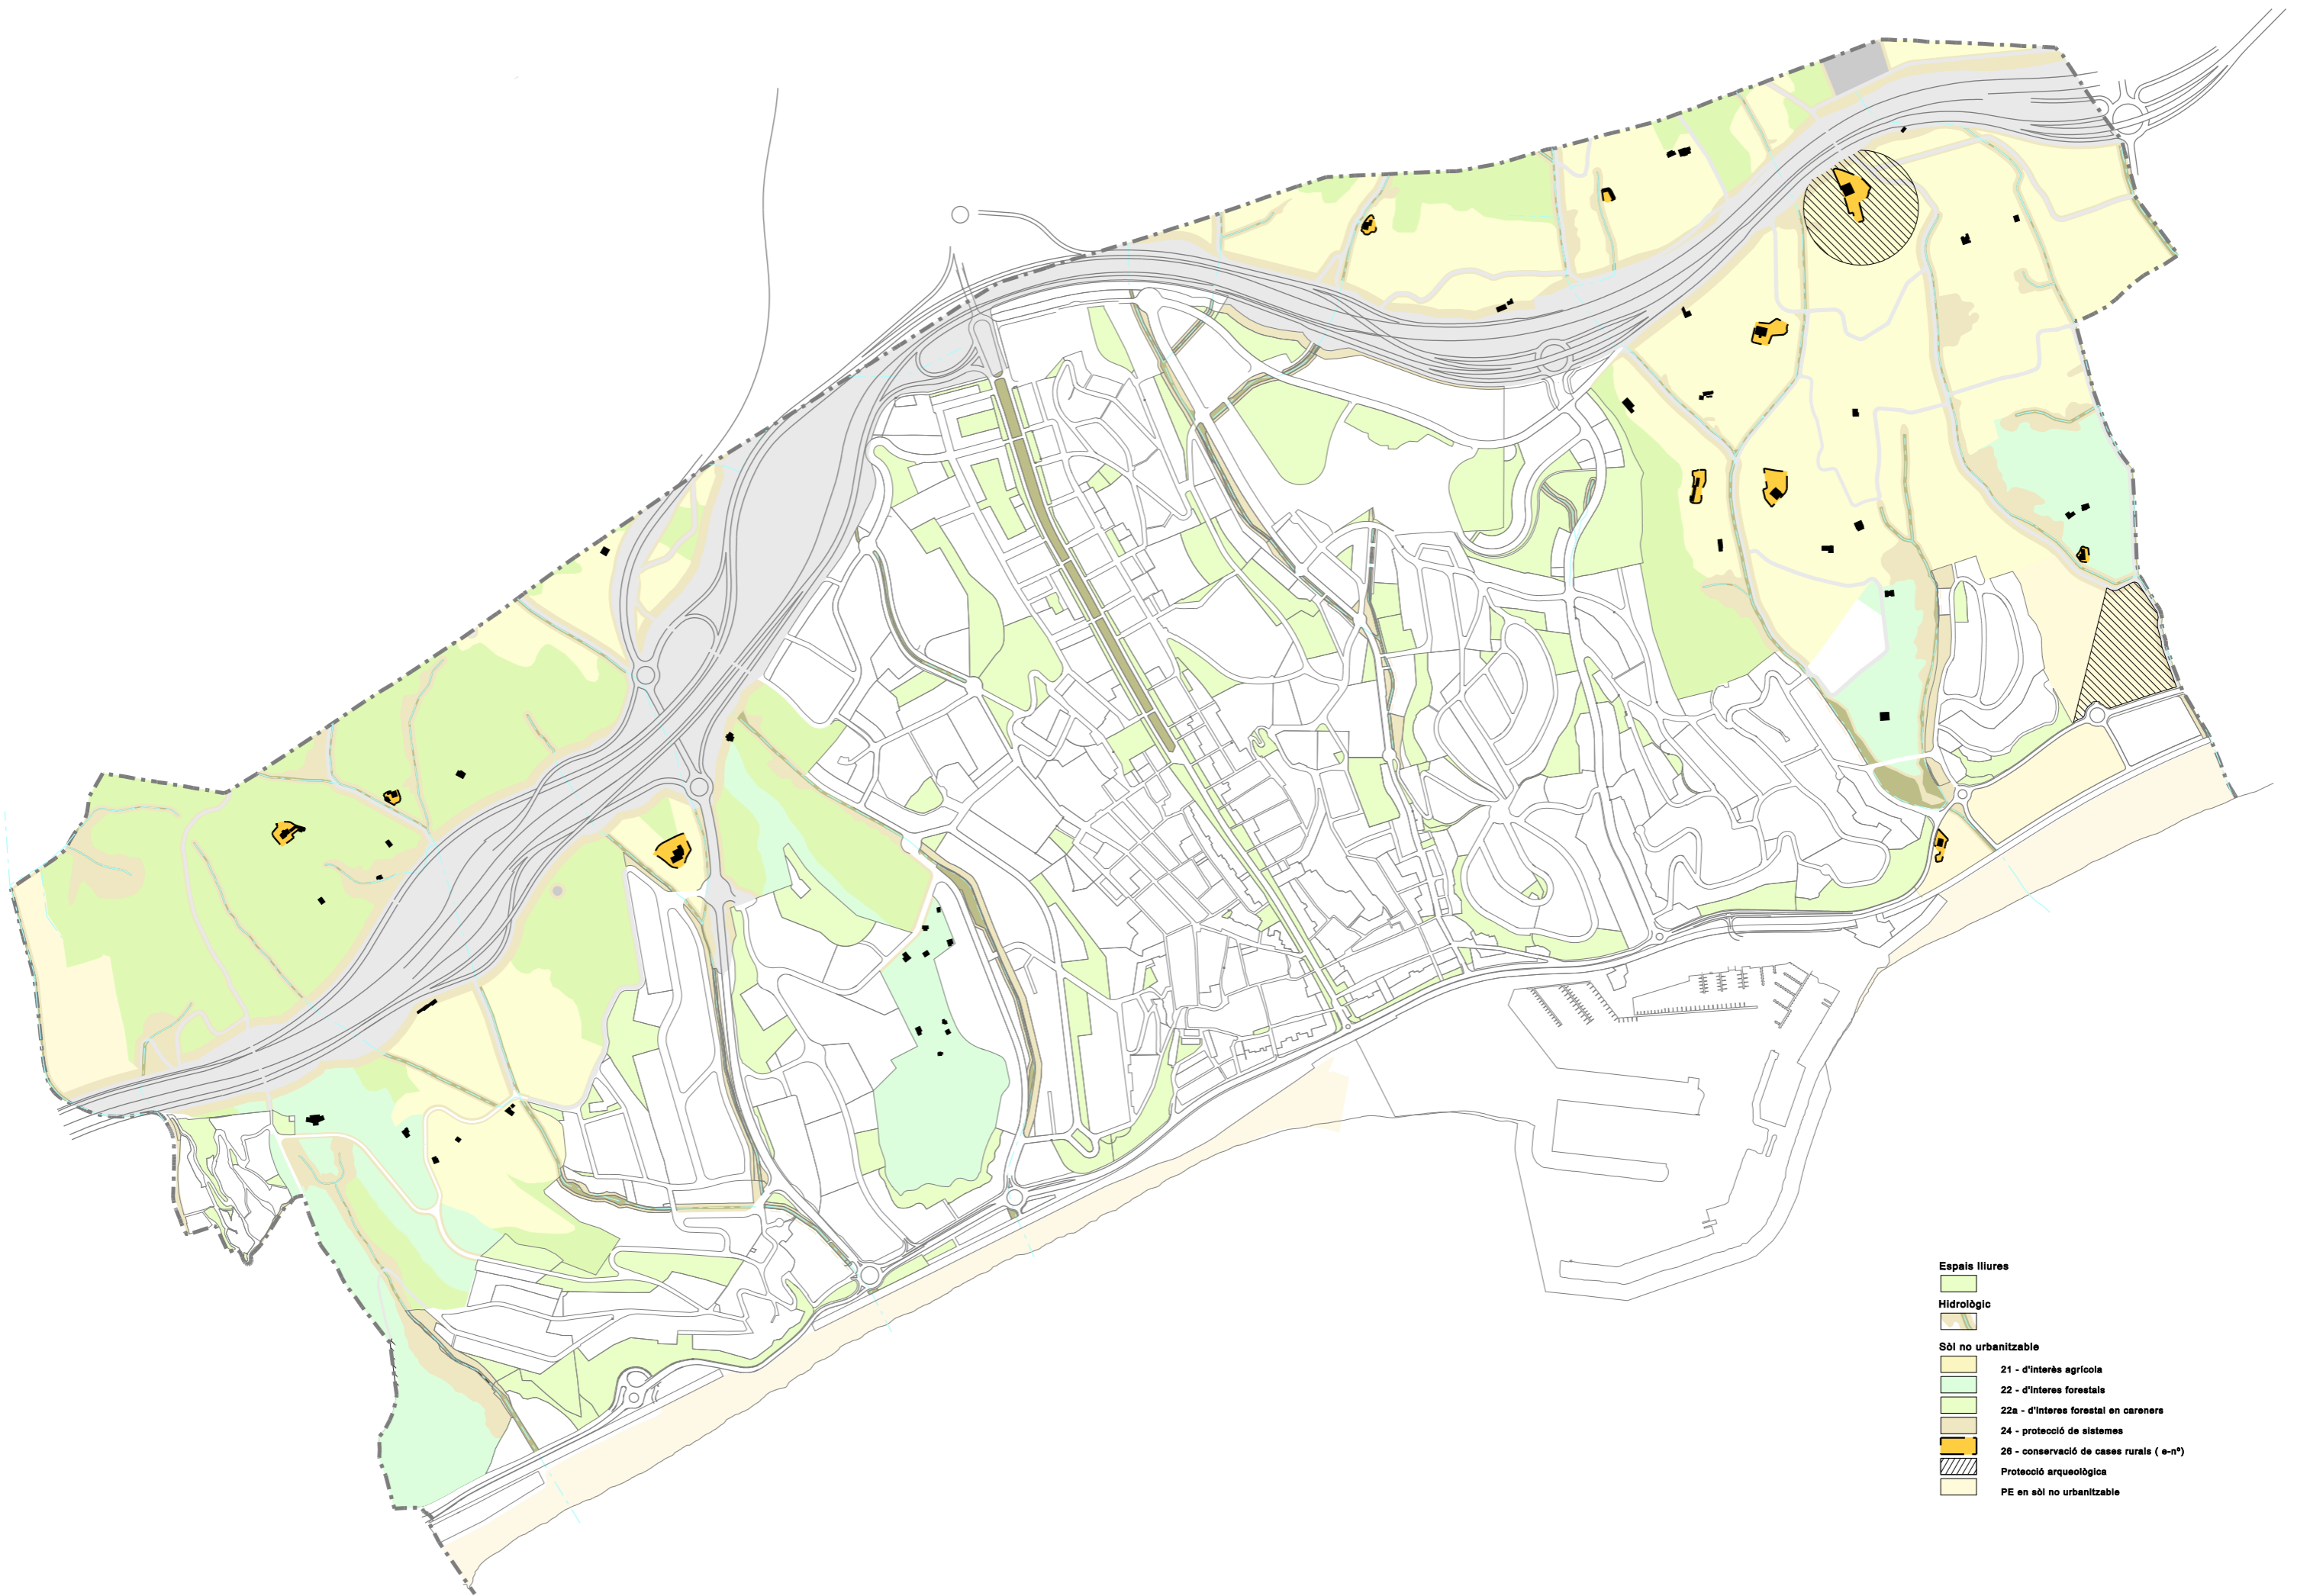 Espais lliures
Hidrològic
Sòl no urbanitzable
21 - d'interès agrícola
22 - d'interes forestals
22a - d'interes forestal en careners
24 - protecció de sistemes
26 - conservació de cases rurals ( e-nº)
Protecció arqueològica
PE en sòl no urbanitzable